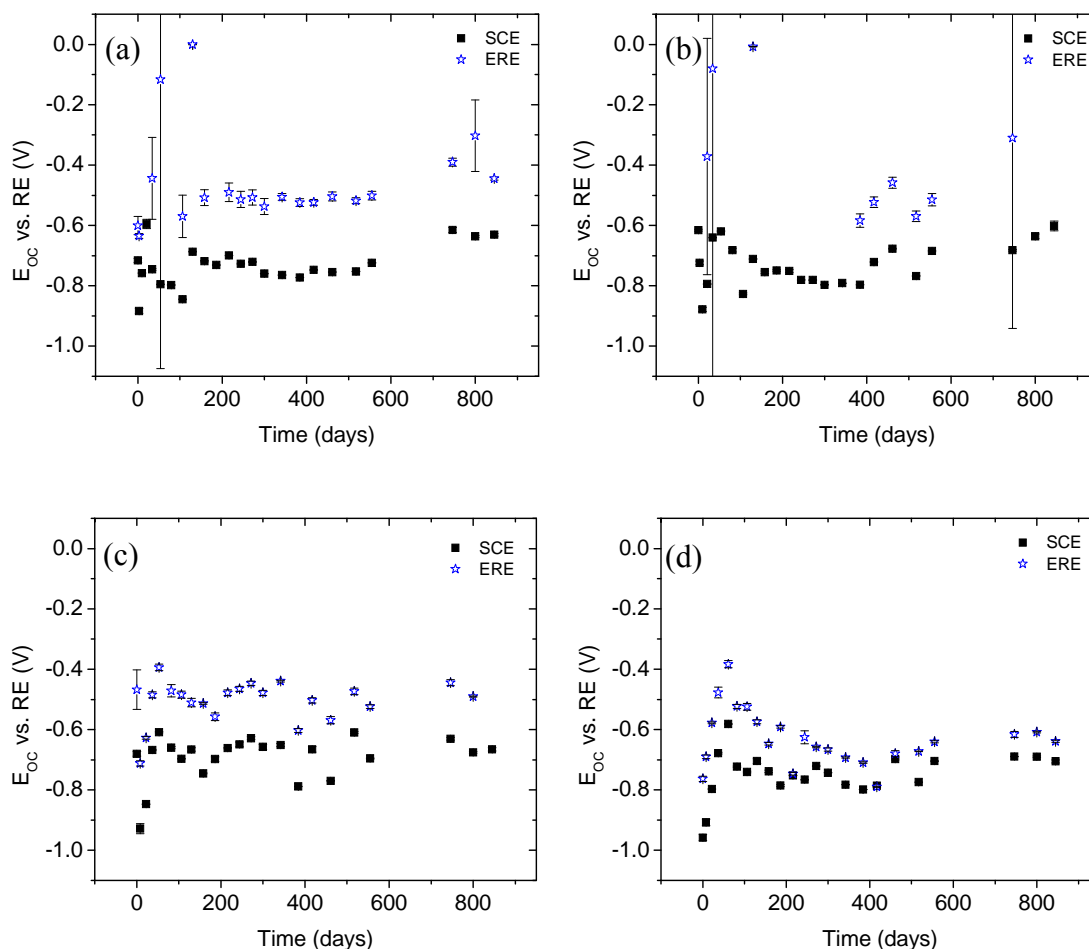 (a)
SCE
ERE
0.0
-0.2
-0.4
-0.6
-0.8
-1.0
E_OC vs. RE (V)
0 200 400 600 800
Time (days)
(b)
SCE
ERE
0.0
-0.2
-0.4
-0.6
-0.8
-1.0
E_OC vs. RE (V)
0 200 400 600 800
Time (days)
(c)
SCE
ERE
0.0
-0.2
-0.4
-0.6
-0.8
-1.0
E_OC vs. RE (V)
0 200 400 600 800
Time (days)
(d)
SCE
ERE
0.0
-0.2
-0.4
-0.6
-0.8
-1.0
E_OC vs. RE (V)
0 200 400 600 800
Time (days)